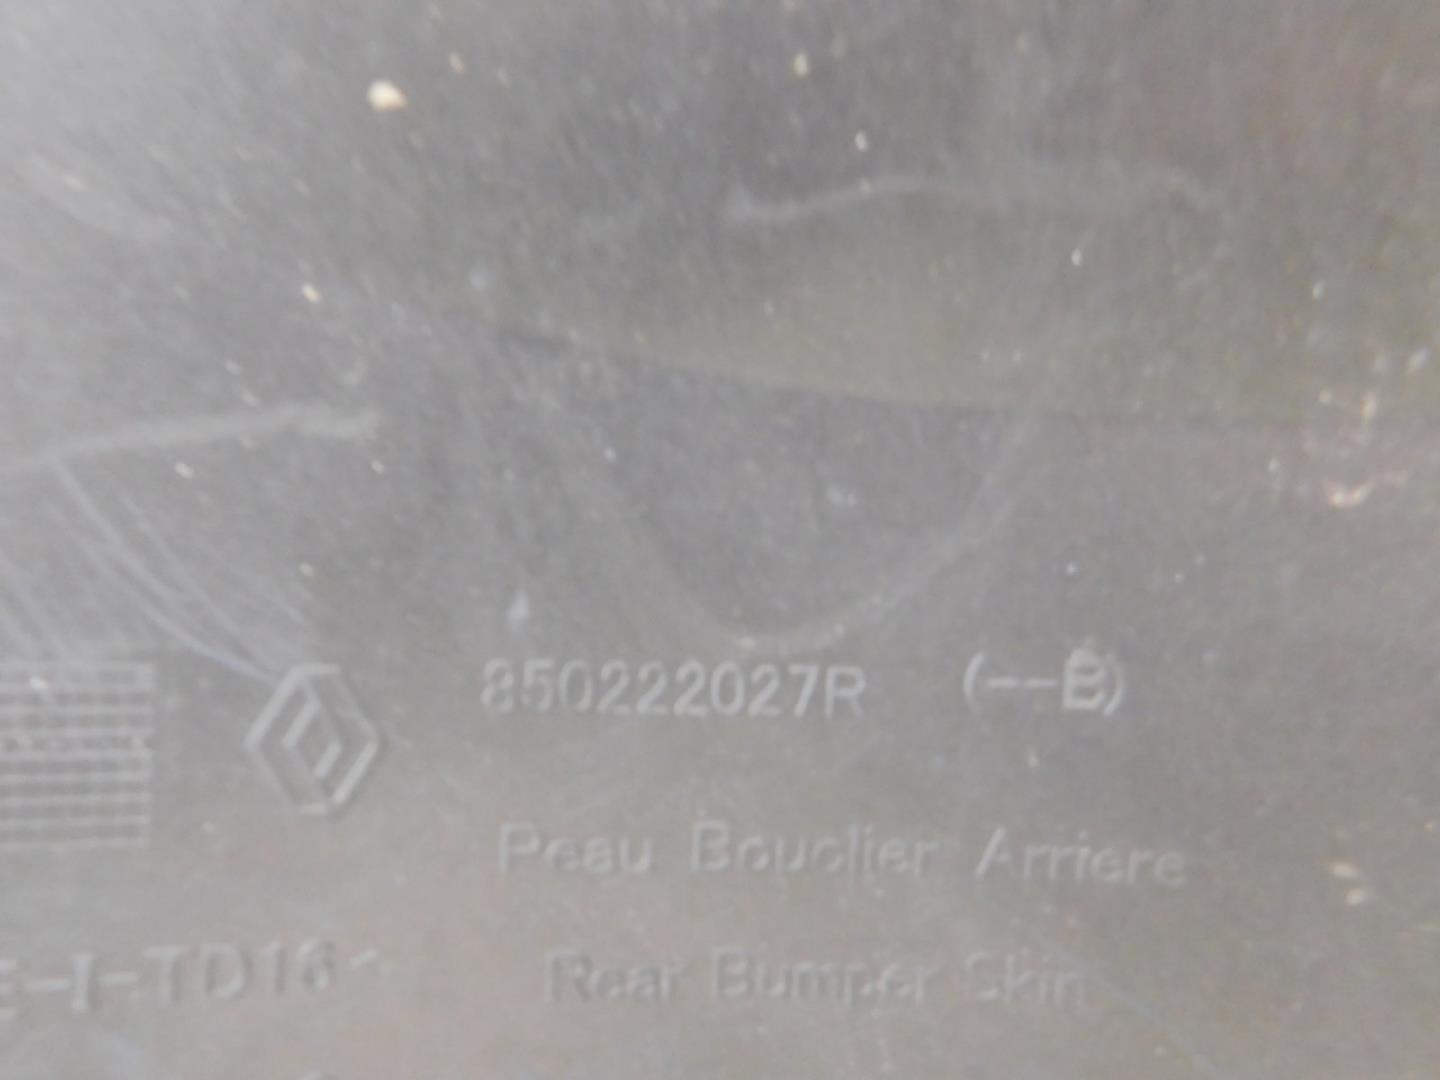 850222027R (--B)
Peau Bouclier Arriere
E-I-TD16
Rear Bumper Skin